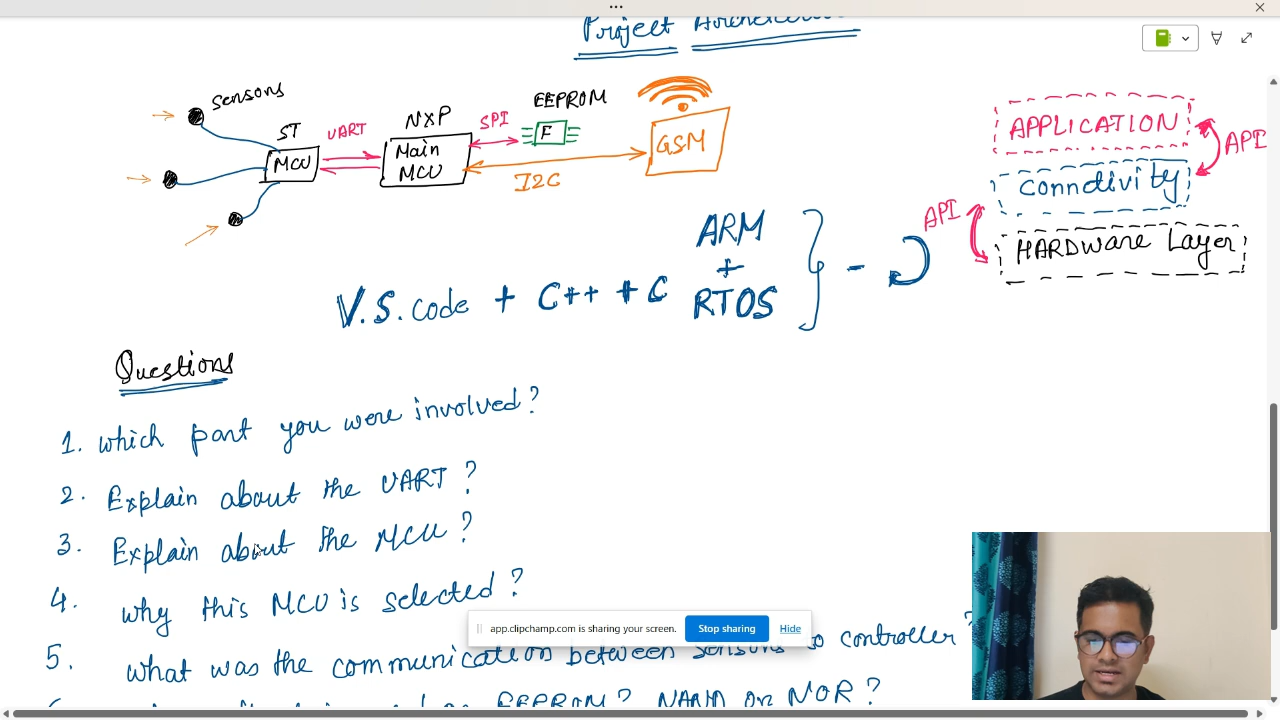 Project Architecture
sensons
ST
MCU
UART
NXP
Main
MCU
SPI
EEPROM
F
I2C
GSM
APPLICATION
API
Conndivity
API
HARDware Layer
ARM
+
RTOS
V.S. code + C++ + C
Questions
1. which part you were involved?
2. Explain about the UART?
3. Explain about the MCU?
4. why this MCU is selected?
app.clipchamp.com is sharing your screen. Stop sharing Hide
5. what was the communication between sensors to controller?
EEPROM? NAND or NOR?